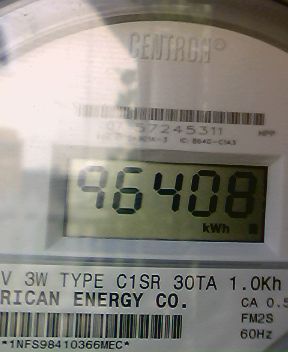 CENTRON®
57245311
96408
kWh
V 3W TYPE C1SR 30TA 1.0Kh
RICAN ENERGY CO.
CA 0.5
FM2S
60Hz
*1NFS98410366MEC*